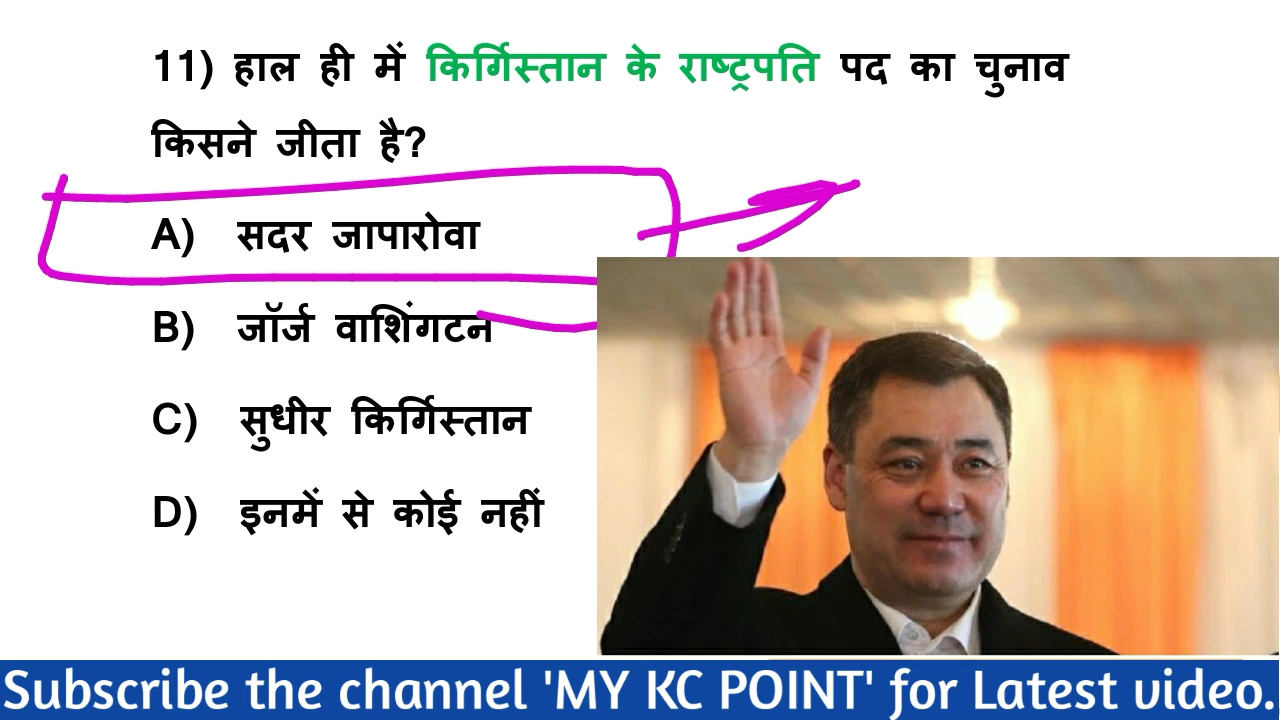 11) हाल ही में किर्गिस्तान के राष्ट्रपति पद का चुनाव
किसने जीता है?
A) सदर जापारोवा
B) जॉर्ज वाशिंगटन
C) सुधीर किर्गिस्तान
D) इनमें से कोई नहीं
Subscribe the channel 'MY KC POINT' for Latest video.